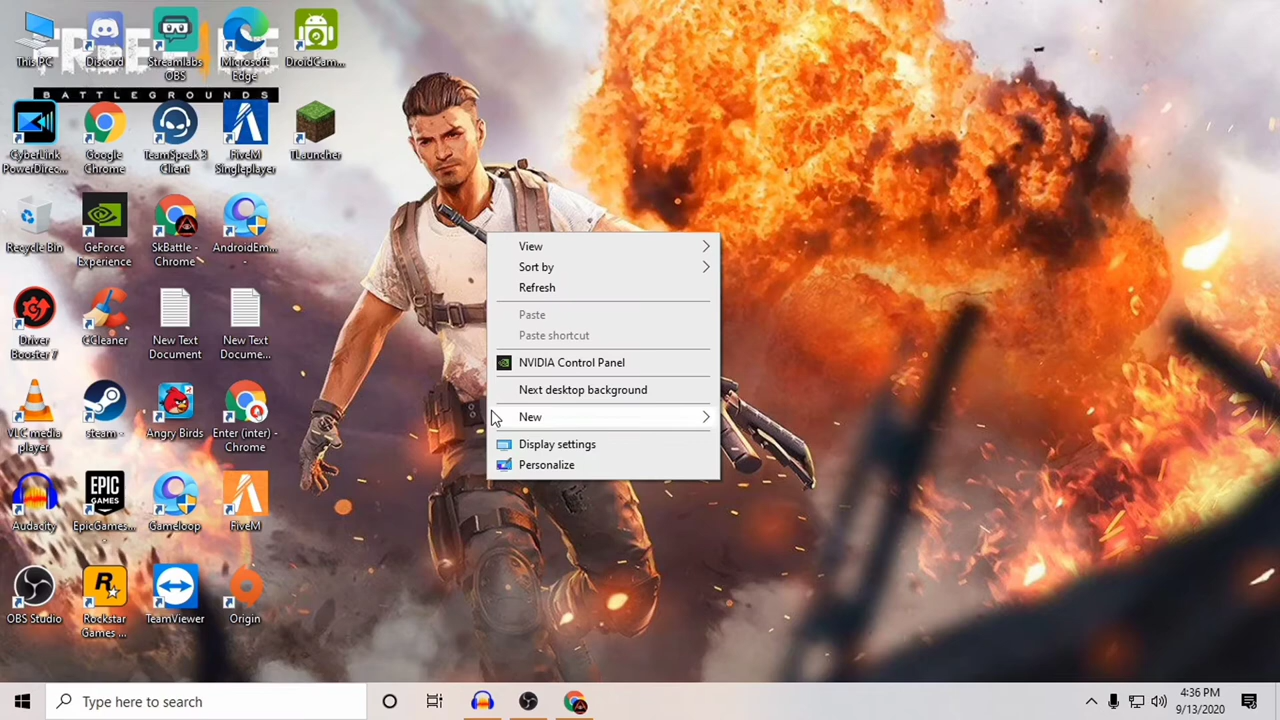 FREE FIRE
BATTLEGROUNDS
This PC
Discord
Streamlabs
OBS
Microsoft
Edge
DroidCam...
CyberLink
PowerDirec...
Google
Chrome
TeamSpeak 3
Client
FiveM
Singleplayer
TLauncher
Recycle Bin
GeForce
Experience
SkBattle -
Chrome
AndroidEm...
-
Driver
Booster 7
CCleaner
New Text
Document
New Text
Docume...
VLC media
player
steam -
Angry Birds
Enter (inter) -
Chrome
Audacity
EPIC
GAMES
EpicGames...
-
Gameloop
FiveM
OBS Studio
Rockstar
Games ...
TeamViewer
Origin
View
Sort by
Refresh
Paste
Paste shortcut
NVIDIA Control Panel
Next desktop background
New
Display settings
Personalize
Type here to search
4:36 PM
9/13/2020